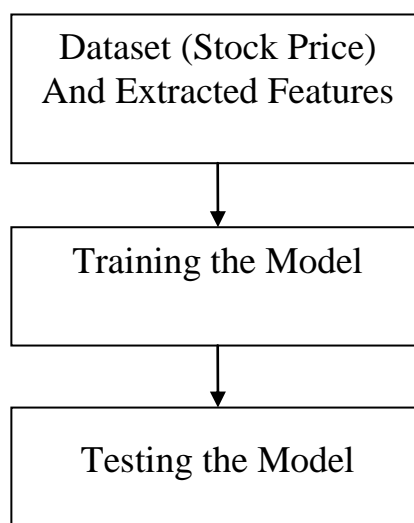 Dataset (Stock Price)
And Extracted Features
Training the Model
Testing the Model